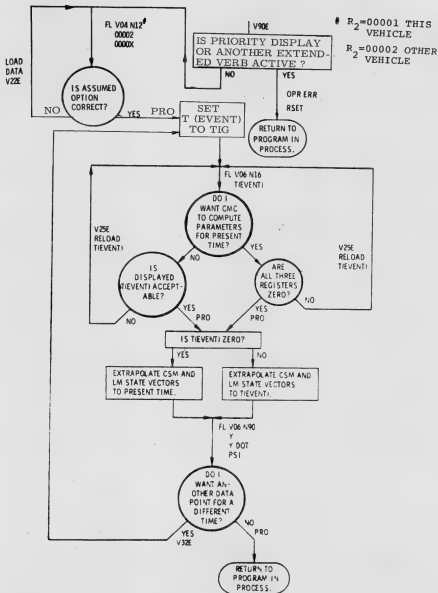 FL V04 N12#
00002
0000X
V90E
# R2=00001 THIS
VEHICLE
R2=00002 OTHER
VEHICLE
IS PRIORITY DISPLAY
OR ANOTHER EXTEND-
ED VERB ACTIVE ?
NO
YES
LOAD
DATA
V22E
OPR ERR
RSET
IS ASSUMED
OPTION
CORRECT?
NO
YES
PRO
SET
T (EVENT)
TO TIG
RETURN TO
PROGRAM IN
PROCESS.
FL V06 N16
T(EVENT)
DO I
WANT CMC
TO COMPUTE
PARAMETERS
FOR PRESENT
TIME?
V25E
RELOAD
T(EVENT)
V25E
RELOAD
T(EVENT)
NO
YES
IS
DISPLAYED
T(EVENT) ACCEPT-
ABLE?
ARE
ALL THREE
REGISTERS
ZERO?
NO
YES
PRO
YES
PRO
NO
IS T(EVENT) ZERO?
YES
NO
EXTRAPOLATE CSM AND
LM STATE VECTORS
TO PRESENT TIME.
EXTRAPOLATE CSM AND
LM STATE VECTORS
TO T(EVENT).
FL V06 N90
Y
Y DOT
PSI
DO I
WANT AN-
OTHER DATA
POINT FOR A
DIFFERENT
TIME?
YES
V32E
NO
PRO
RETURN TO
PROGRAM IN
PROCESS.